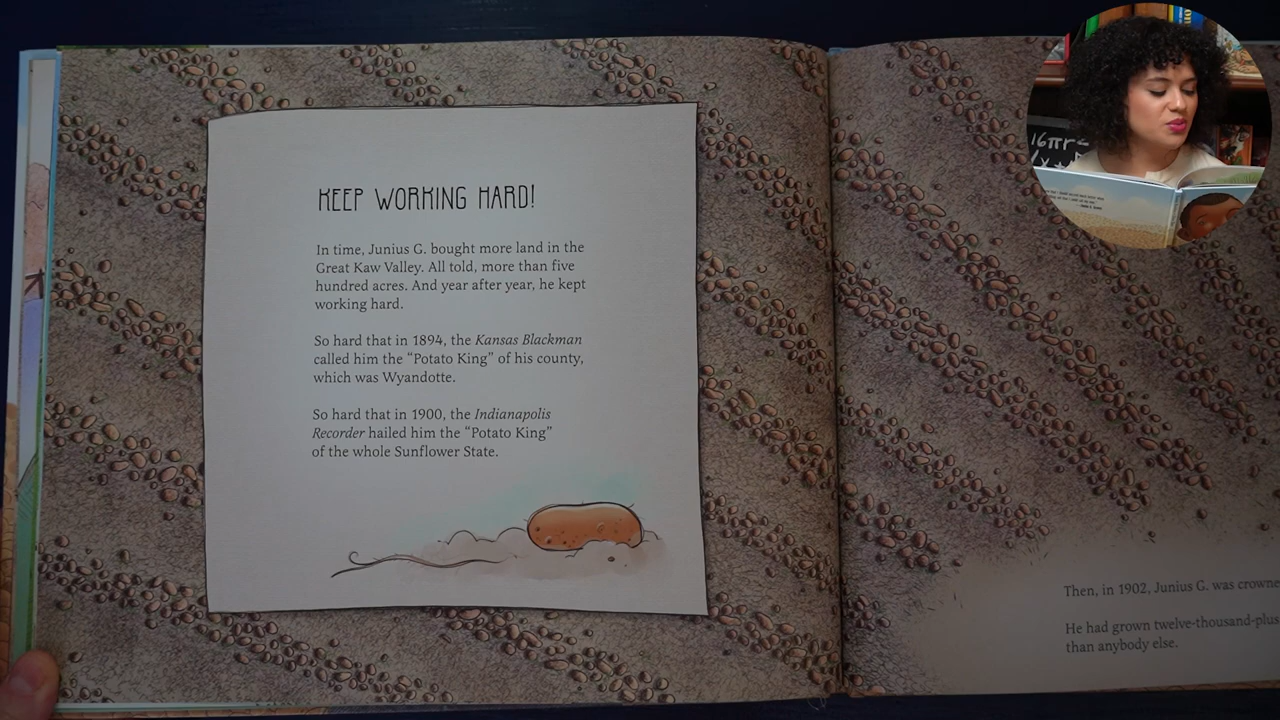 KEEP WORKING HARD!
In time, Junius G. bought more land in the
Great Kaw Valley. All told, more than five
hundred acres. And year after year, he kept
working hard.
So hard that in 1894, the Kansas Blackman
called him the “Potato King” of his county,
which was Wyandotte.
So hard that in 1900, the Indianapolis
Recorder hailed him the “Potato King”
of the whole Sunflower State.
Then, in 1902, Junius G. was crowne
He had grown twelve-thousand-plus
than anybody else.
16πr²